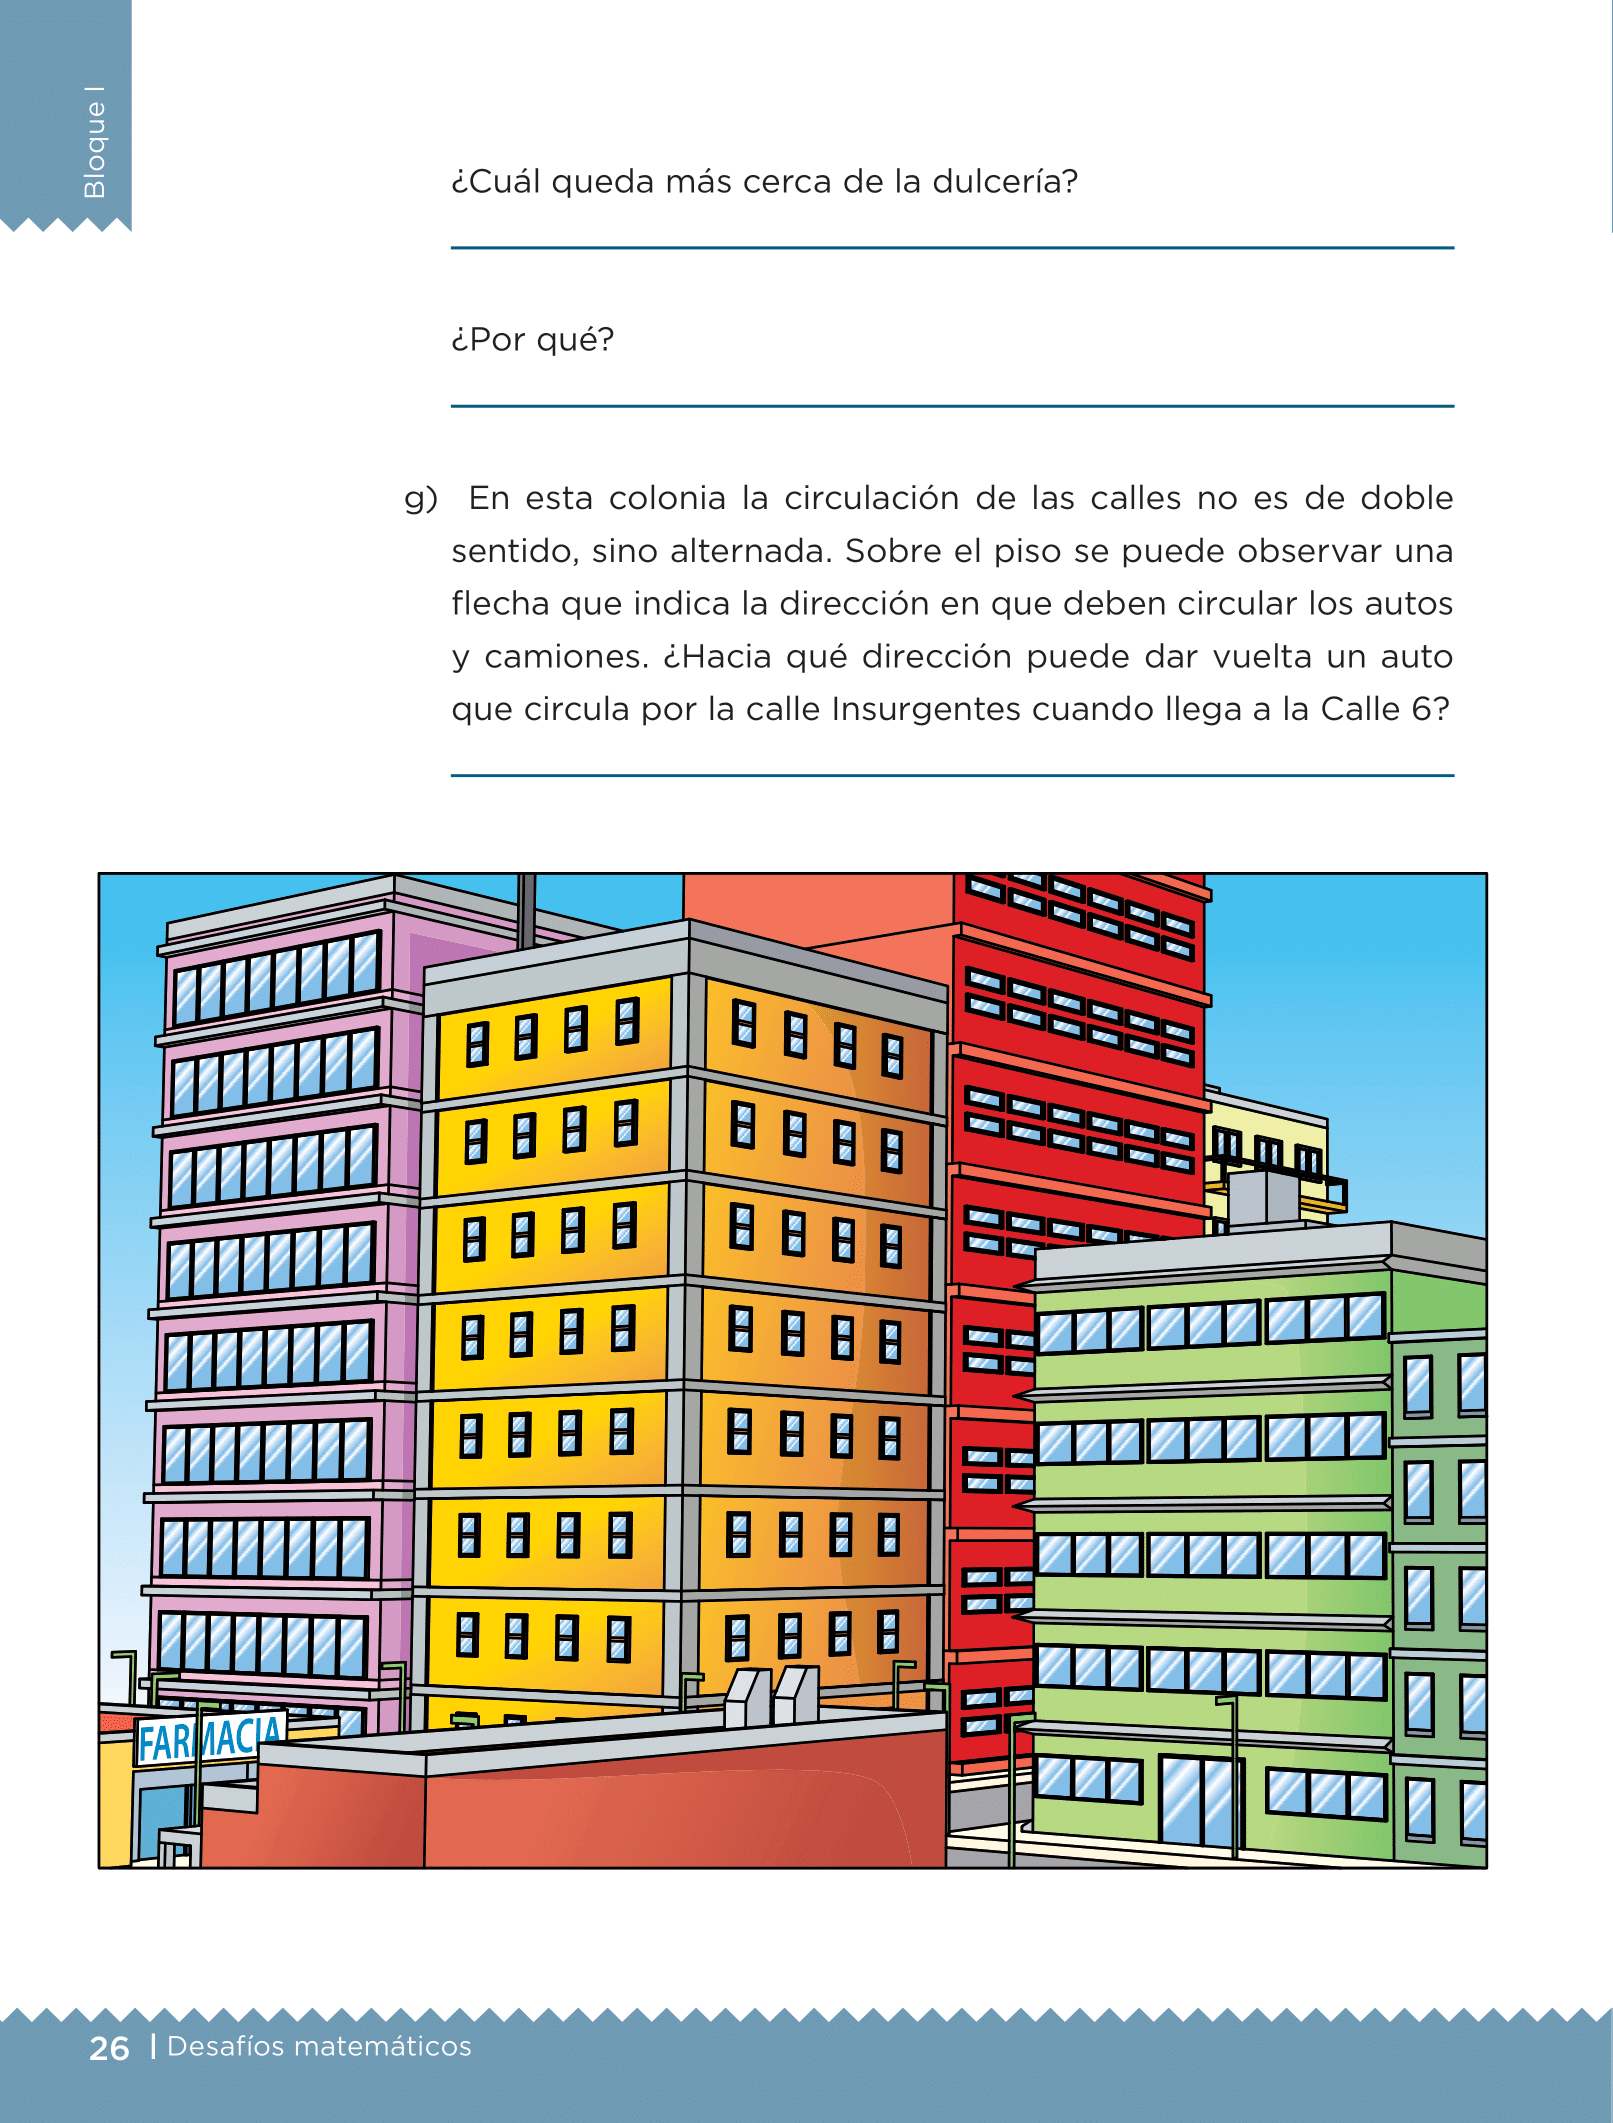 Bloque I
¿Cuál queda más cerca de la dulcería?
¿Por qué?
g) En esta colonia la circulación de las calles no es de doble
sentido, sino alternada. Sobre el piso se puede observar una
flecha que indica la dirección en que deben circular los autos
y camiones. ¿Hacia qué dirección puede dar vuelta un auto
que circula por la calle Insurgentes cuando llega a la Calle 6?
FARMACIA
26 | Desafíos matemáticos